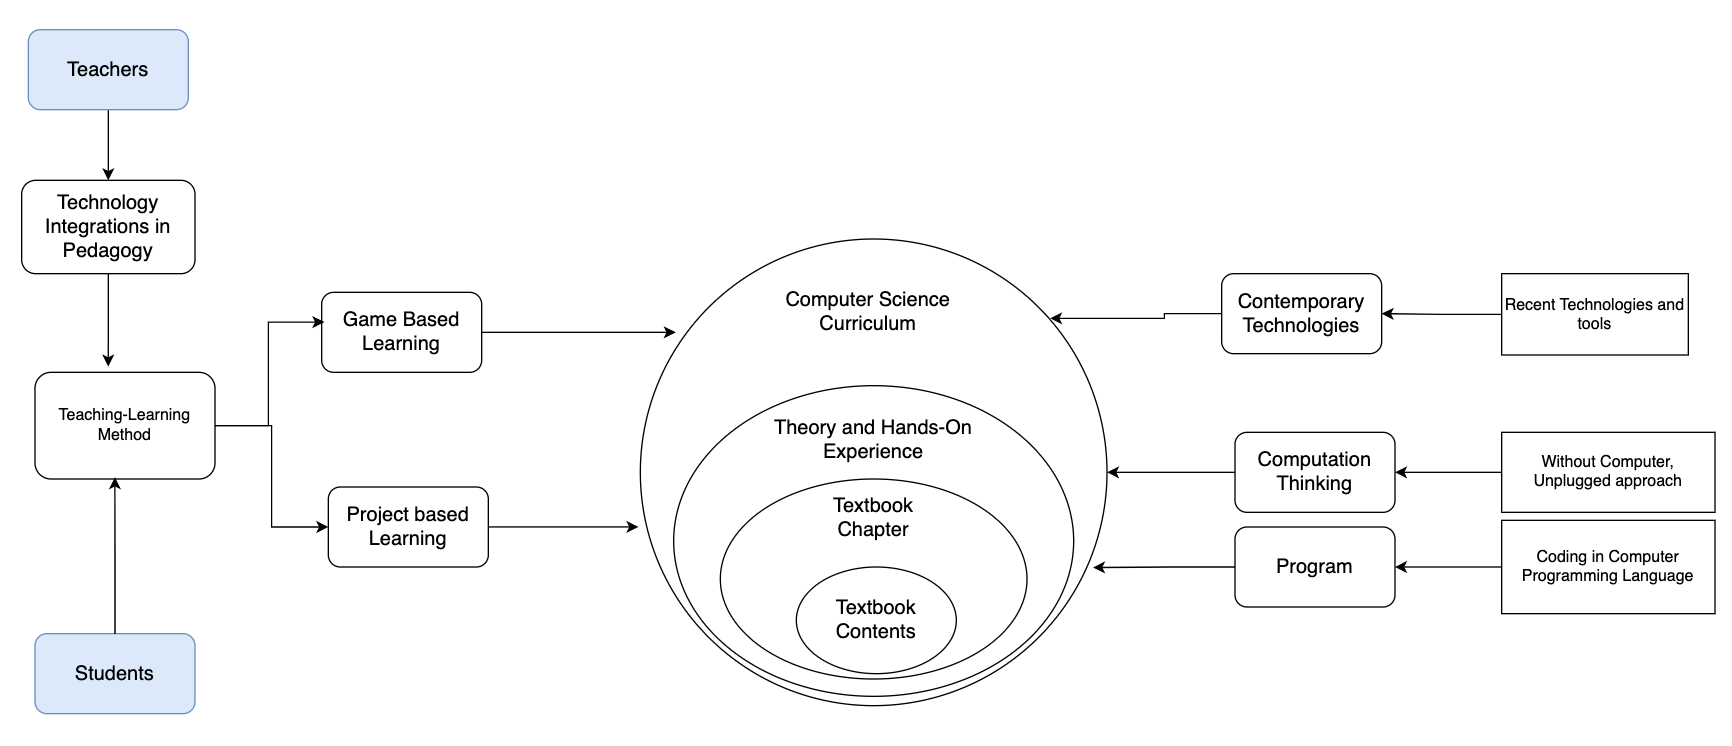 Teachers
Technology
Integrations in
Pedagogy
Teaching-Learning
Method
Students
Game Based
Learning
Project based
Learning
Computer Science
Curriculum
Theory and Hands-On
Experience
Textbook
Chapter
Textbook
Contents
Contemporary
Technologies
Recent Technologies and
tools
Computation
Thinking
Without Computer,
Unplugged approach
Program
Coding in Computer
Programming Language